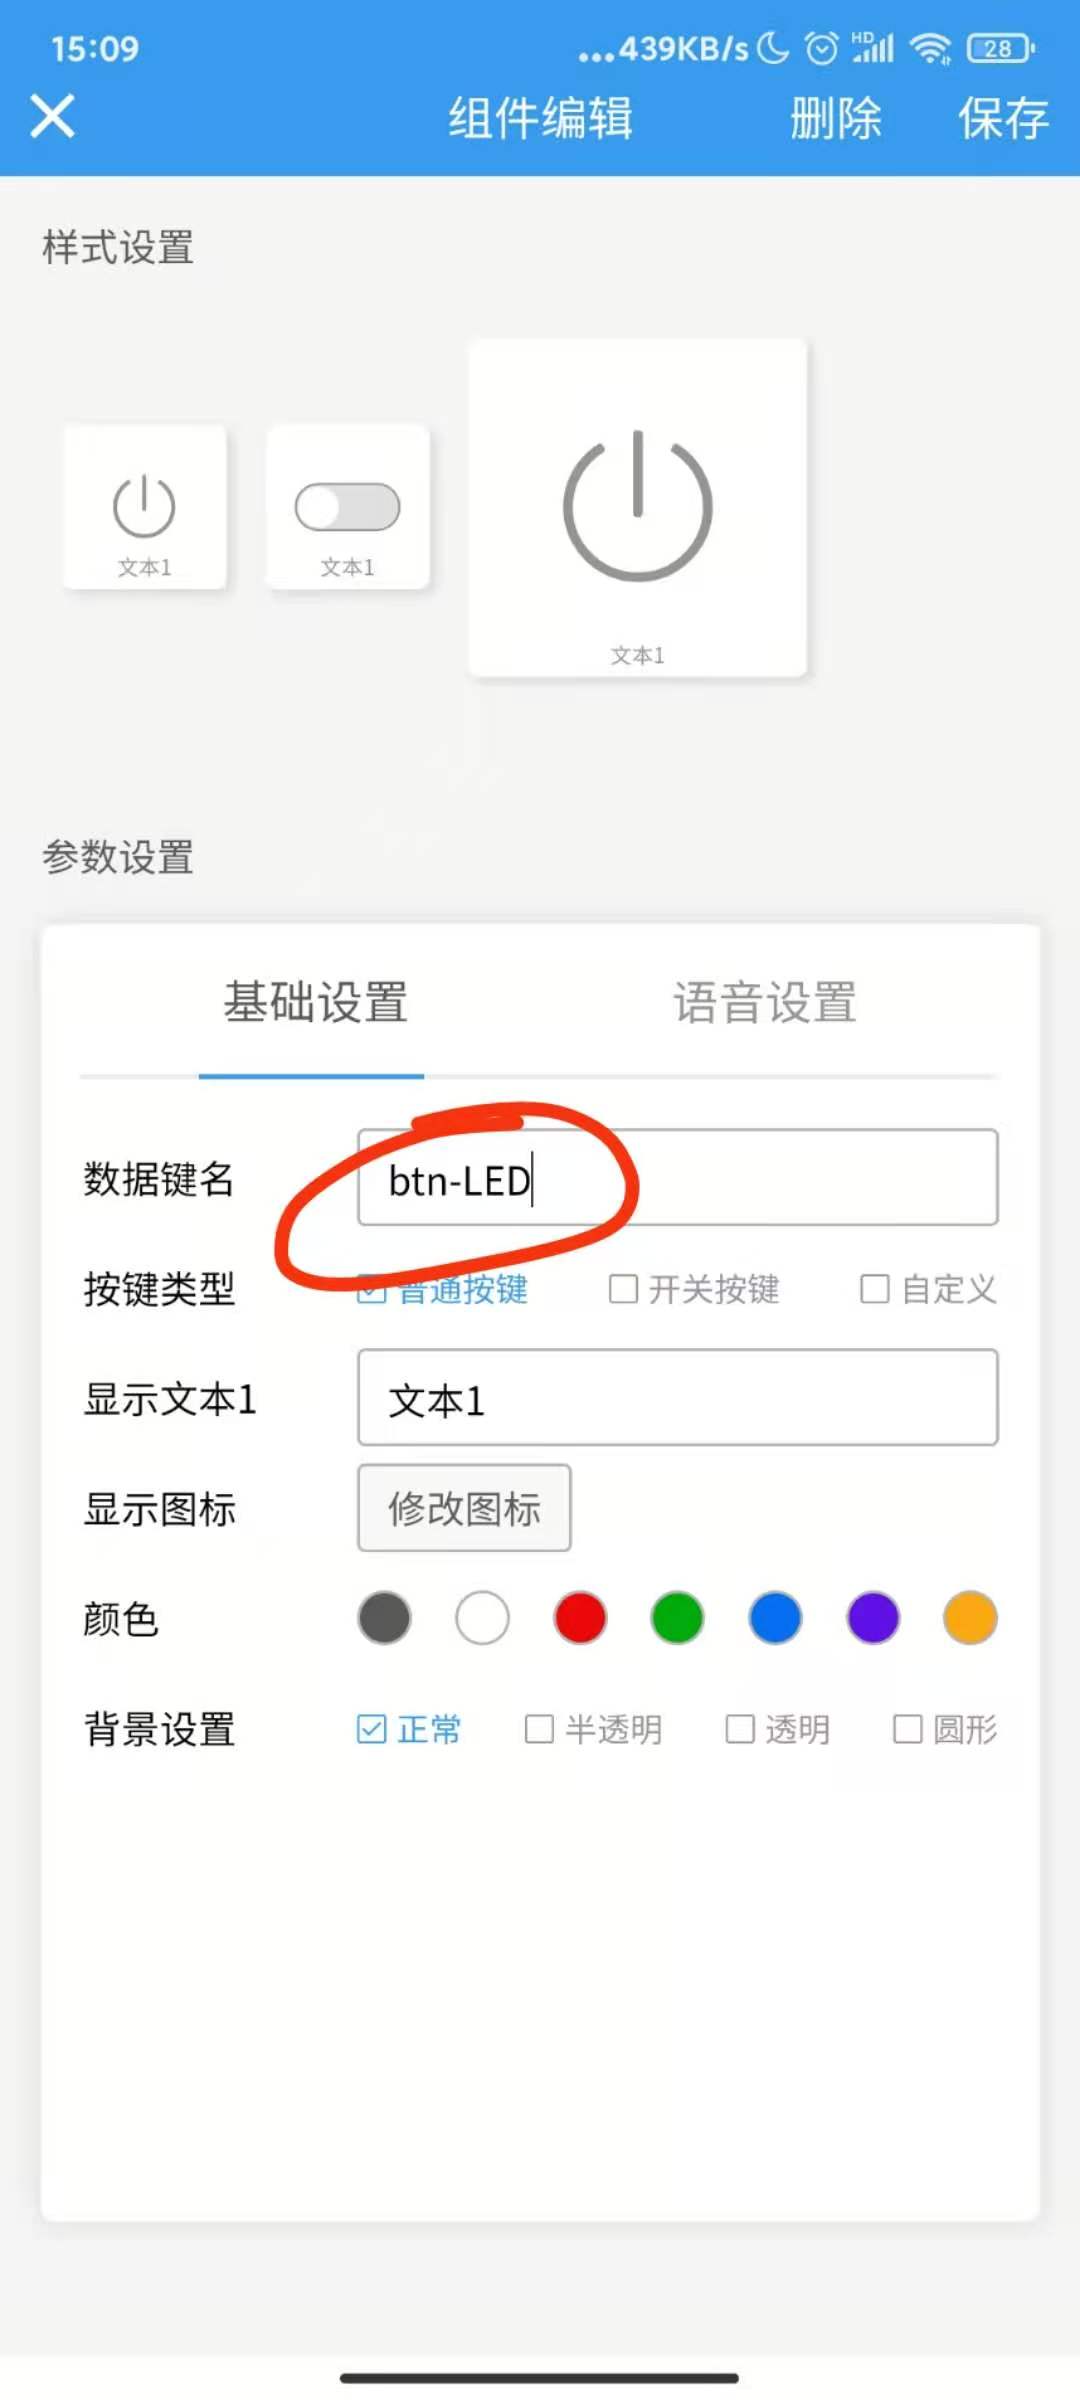 15:09
...439KB/s HD 28
组件编辑 删除 保存
样式设置
文本1 文本1 文本1
参数设置
基础设置 语音设置
数据键名 btn-LED
按键类型 普通按键 开关按键 自定义
显示文本1 文本1
显示图标 修改图标
颜色
背景设置 正常 半透明 透明 圆形